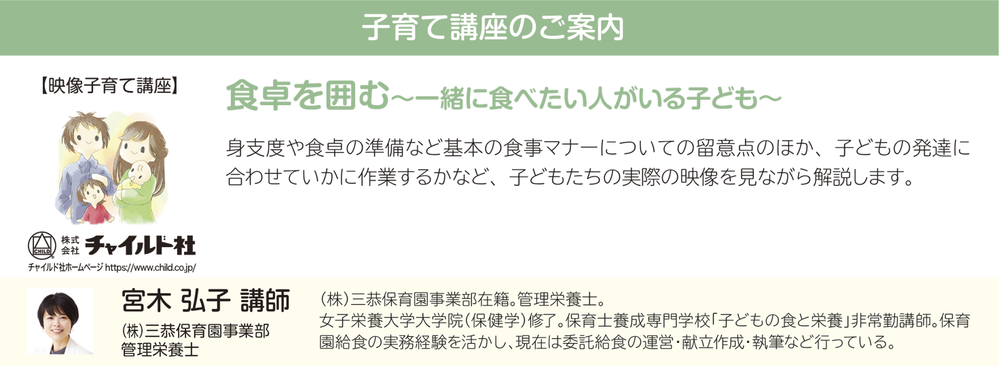 子育て講座のご案内
【映像子育て講座】
食卓を囲む～一緒に食べたい人がいる子ども～
身支度や食卓の準備など基本の食事マナーについての留意点のほか、子どもの発達に
合わせていかに作業するかなど、子どもたちの実際の映像を見ながら解説します。
CHILD
®
株式会社 チャイルド社
チャイルド社ホームページ https://www.child.co.jp/
宮木 弘子 講師
(株)三恭保育園事業部
管理栄養士
(株)三恭保育園事業部在籍。管理栄養士。
女子栄養大学大学院(保健学)修了。保育士養成専門学校「子どもの食と栄養」非常勤講師。保育
園給食の実務経験を活かし、現在は委託給食の運営・献立作成・執筆など行っている。